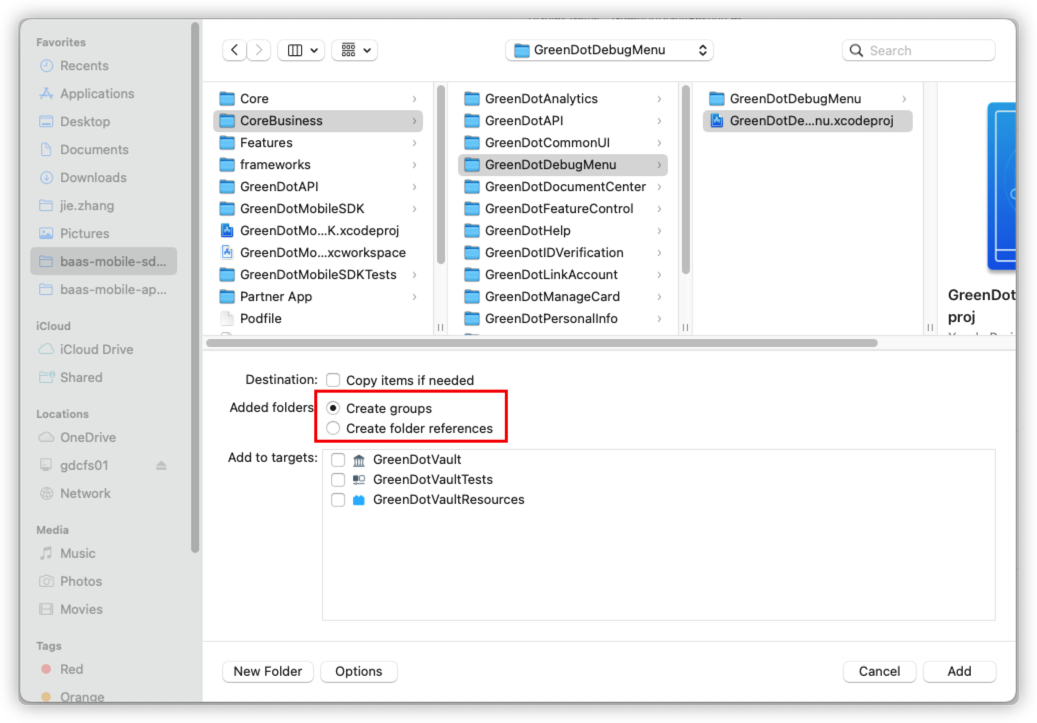 Favorites
Recents
Applications
Desktop
Documents
Downloads
jie.zhang
Pictures
baas-mobile-sd...
baas-mobile-ap...
iCloud
iCloud Drive
Shared
Locations
OneDrive
gdcfs01
Network
Media
Music
Photos
Movies
Tags
Red
Orange
GreenDotDebugMenu
Search
Core
CoreBusiness
Features
frameworks
GreenDotAPI
GreenDotMobileSDK
GreenDotMo...K.xcodeproj
GreenDotMo...xcworkspace
GreenDotMobileSDKTests
Partner App
Podfile
GreenDotAnalytics
GreenDotAPI
GreenDotCommonUI
GreenDotDebugMenu
GreenDotDocumentCenter
GreenDotFeatureControl
GreenDotHelp
GreenDotIDVerification
GreenDotLinkAccount
GreenDotManageCard
GreenDotPersonalInfo
GreenDotDebugMenu
GreenDotDe...nu.xcodeproj
GreenDot
proj
Destination: Copy items if needed
Added folders Create groups
Create folder references
Add to targets: GreenDotVault
GreenDotVaultTests
GreenDotVaultResources
New Folder Options Cancel Add